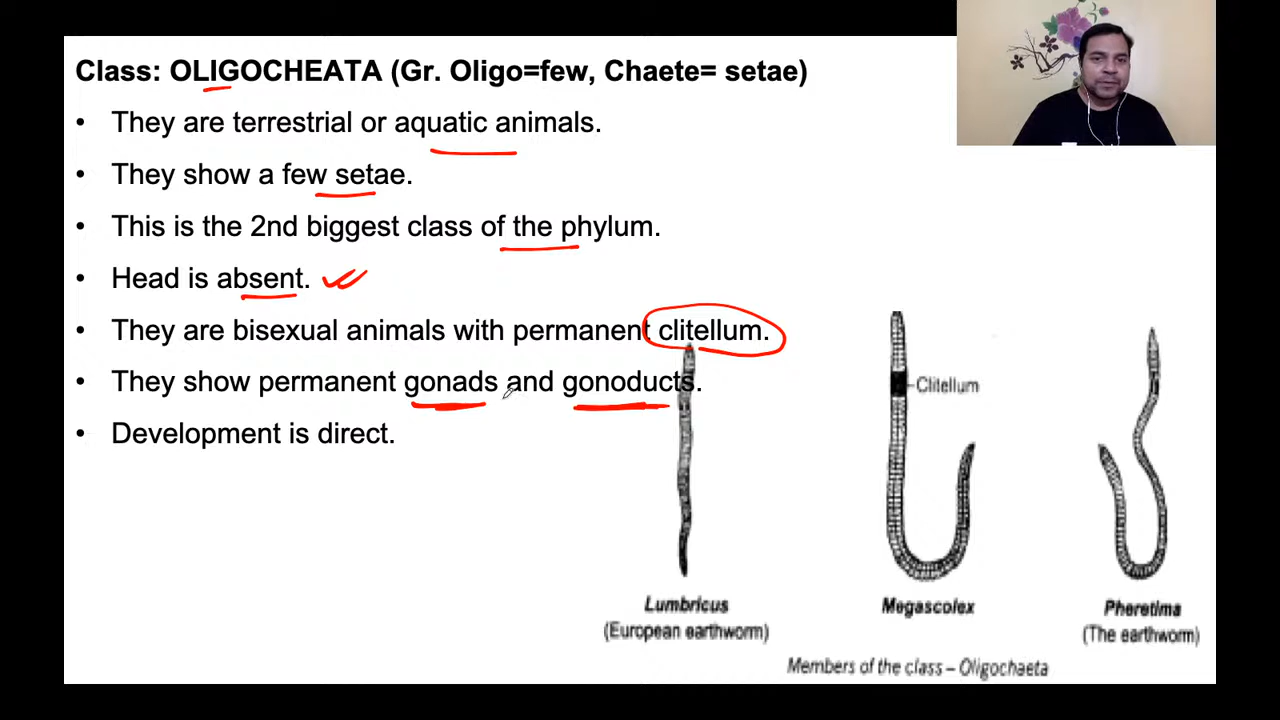 Class: OLIGOCHEATA (Gr. Oligo=few, Chaete= setae)
• They are terrestrial or aquatic animals.
• They show a few setae.
• This is the 2nd biggest class of the phylum.
• Head is absent.
• They are bisexual animals with permanent clitellum.
• They show permanent gonads and gonoducts.
• Development is direct.
Clitellum
Lumbricus
(European earthworm)
Megascolex
Pheretima
(The earthworm)
Members of the class – Oligochaeta